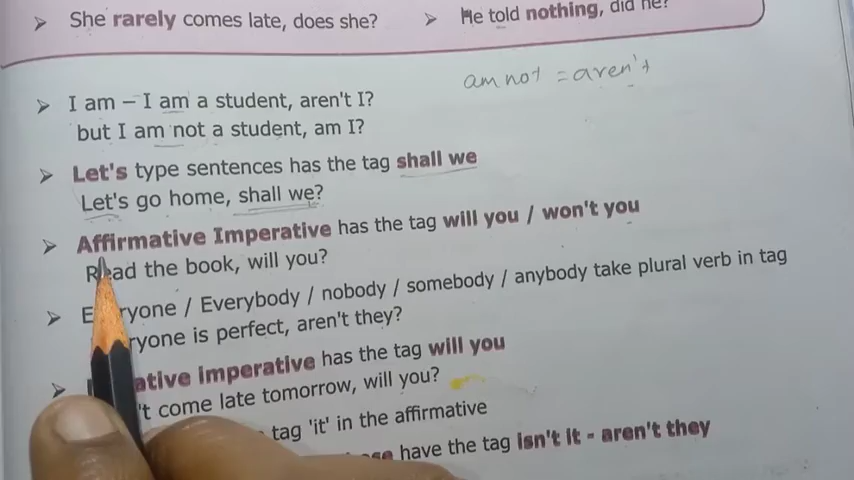 She rarely comes late, does she?
He told nothing, did he?
am not = aren't
I am – I am a student, aren't I?
but I am not a student, am I?
Let's type sentences has the tag shall we
Let's go home, shall we?
Affirmative Imperative has the tag will you / won't you
Read the book, will you?
Everyone / Everybody / nobody / somebody / anybody take plural verb in tag
ryone is perfect, aren't they?
ative imperative has the tag will you
't come late tomorrow, will you?
tag 'it' in the affirmative
have the tag isn't it - aren't they